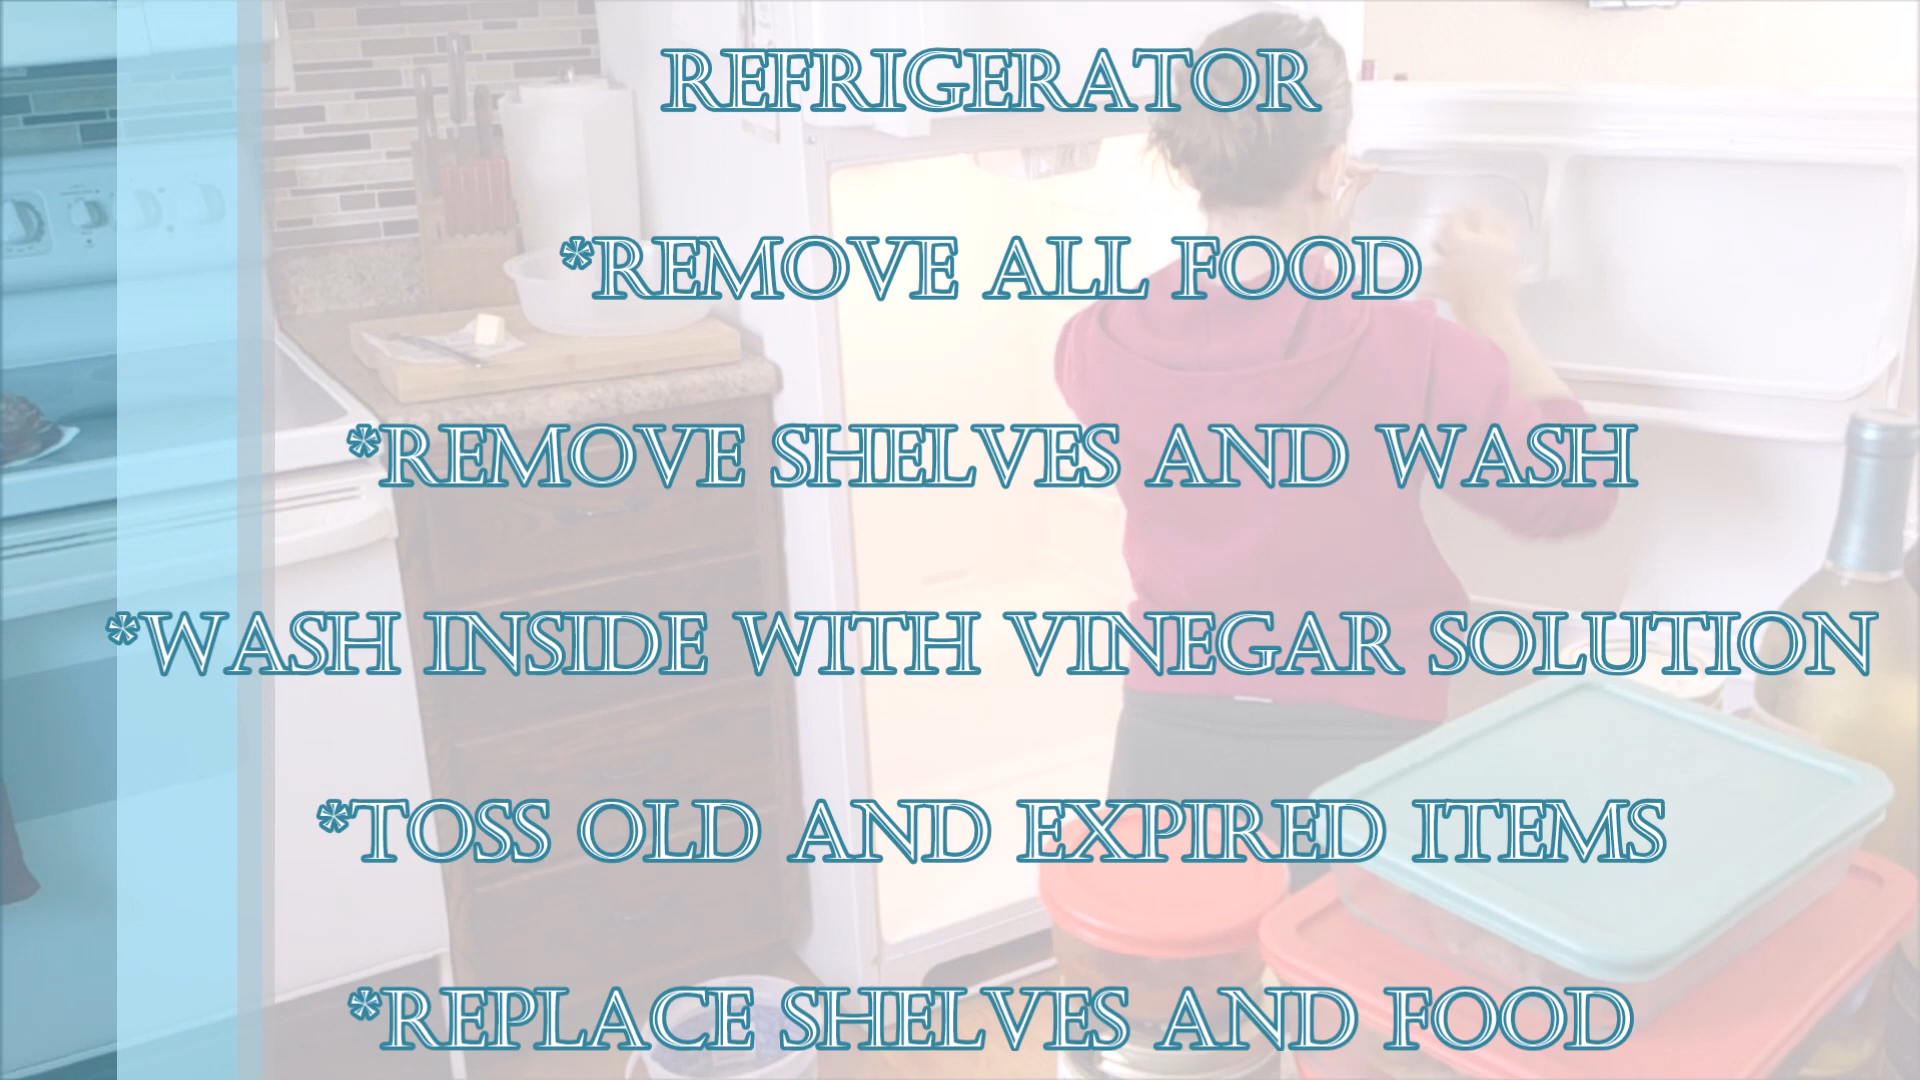 REFRIGERATOR
*REMOVE ALL FOOD
*REMOVE SHELVES AND WASH
*WASH INSIDE WITH VINEGAR SOLUTION
*TOSS OLD AND EXPIRED ITEMS
*REPLACE SHELVES AND FOOD